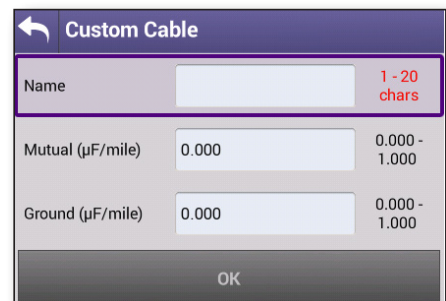 Custom Cable
Name
1 - 20
chars
Mutual (µF/mile)
0.000
0.000 -
1.000
Ground (µF/mile)
0.000
0.000 -
1.000
OK